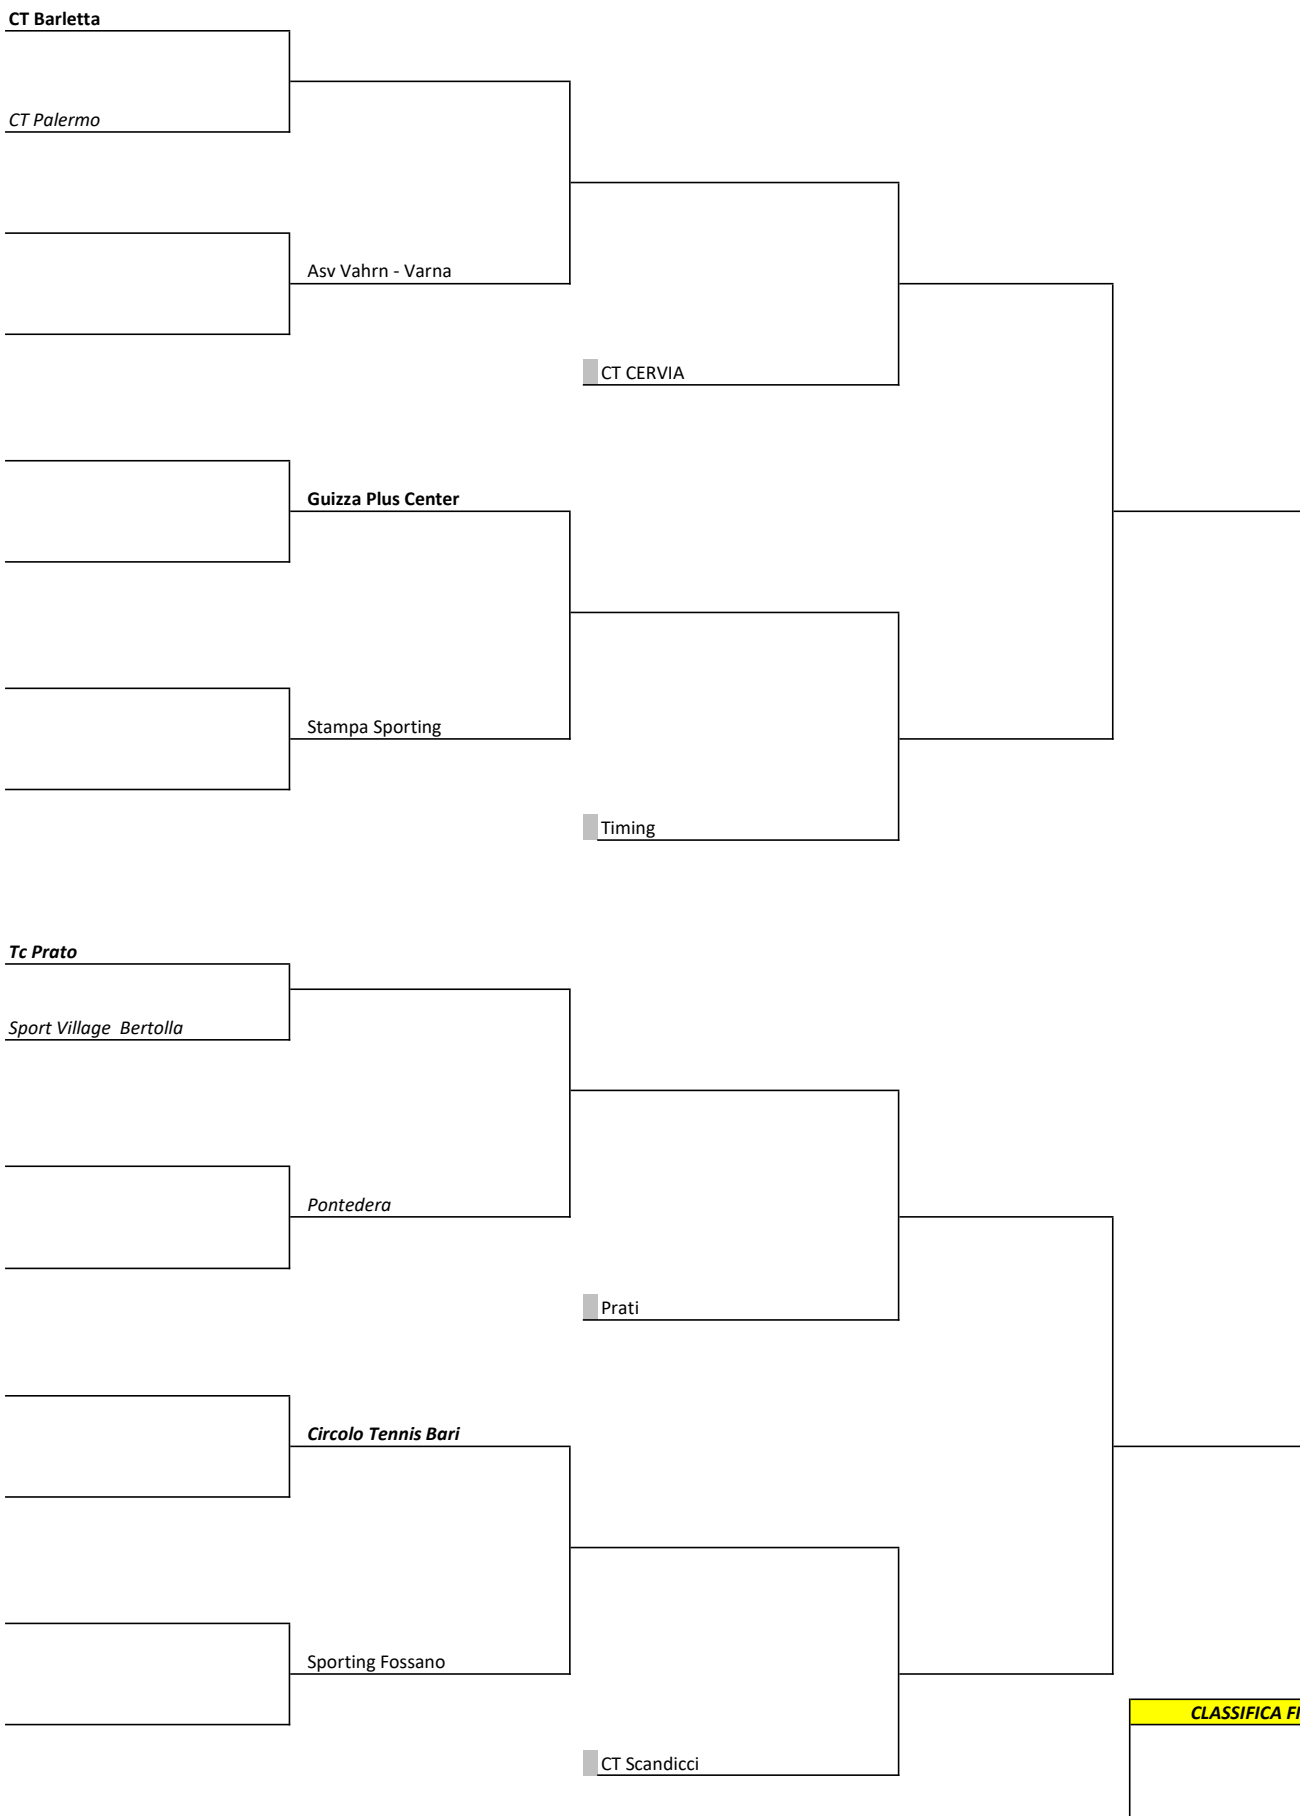 CT Barletta
CT Palermo
Asv Vahrn - Varna
CT CERVIA
Guizza Plus Center
Stampa Sporting
Timing
Tc Prato
Sport Village  Bertolla
Pontedera
Prati
Circolo Tennis Bari
Sporting Fossano
CLASSIFICA FI
CT Scandicci